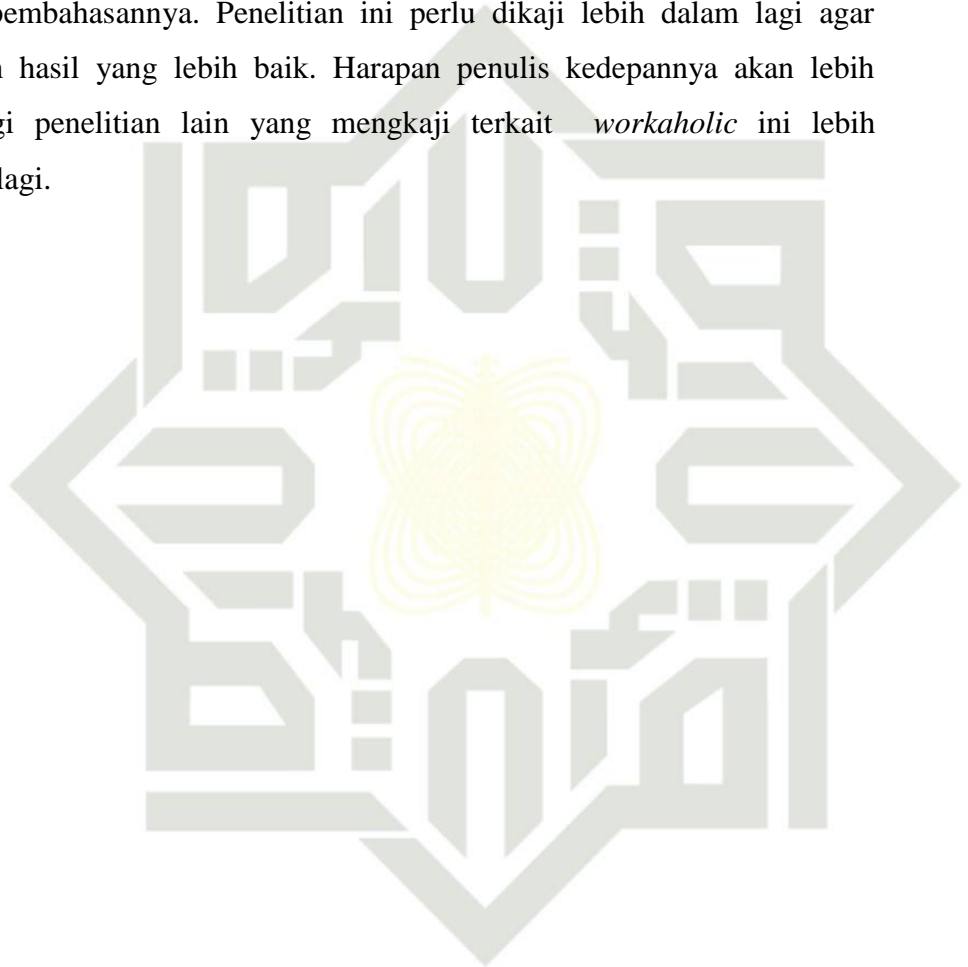 pembahasannya. Penelitian ini perlu dikaji lebih dalam lagi agar
hasil yang lebih baik. Harapan penulis kedepannya akan lebih
penelitian lain yang mengkaji terkait workaholic ini lebih
lagi.